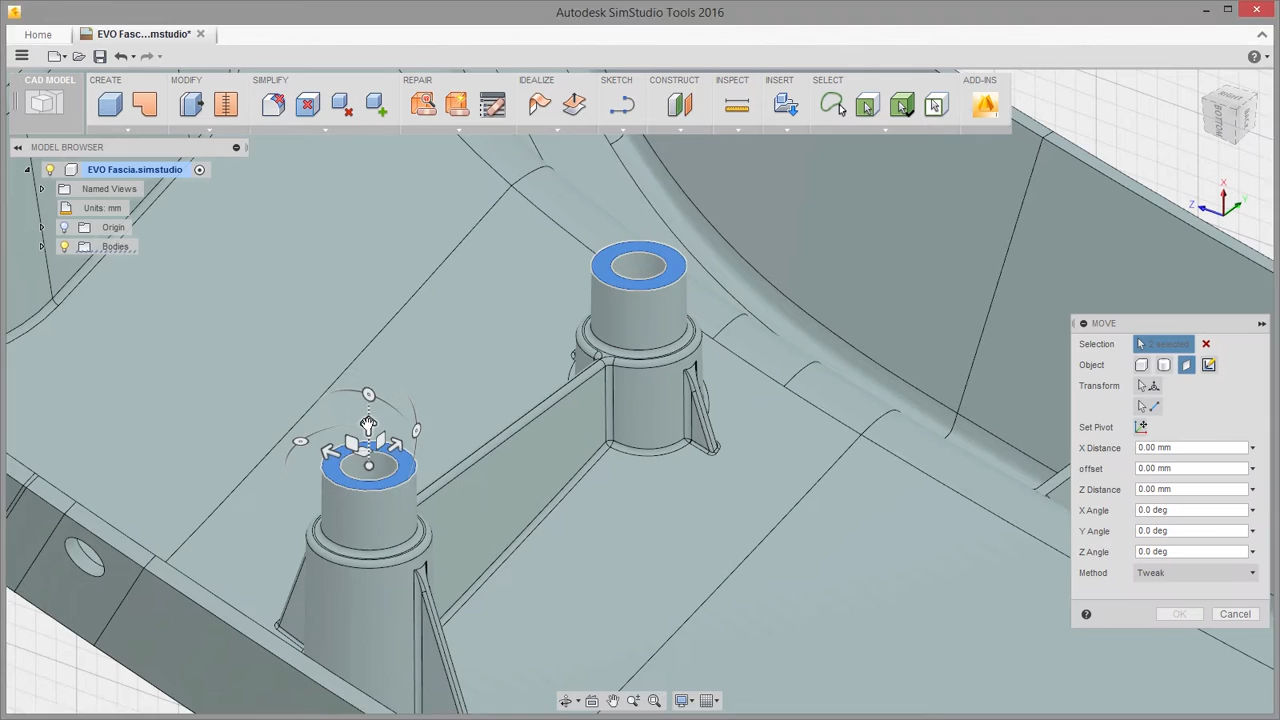 Autodesk SimStudio Tools 2016
Home
EVO Fasc...mstudio*
CAD MODEL
CREATE
MODIFY
SIMPLIFY
REPAIR
IDEALIZE
SKETCH
CONSTRUCT
INSPECT
INSERT
SELECT
ADD-INS
MODEL BROWSER
EVO Fascia.simstudio
Named Views
Units: mm
Origin
Bodies
X
Y
Z
MOVE
Selection 2 selected
Object
Transform
Set Pivot
X Distance 0.00 mm
offset 0.00 mm
Z Distance 0.00 mm
X Angle 0.0 deg
Y Angle 0.0 deg
Z Angle 0.0 deg
Method Tweak
OK Cancel